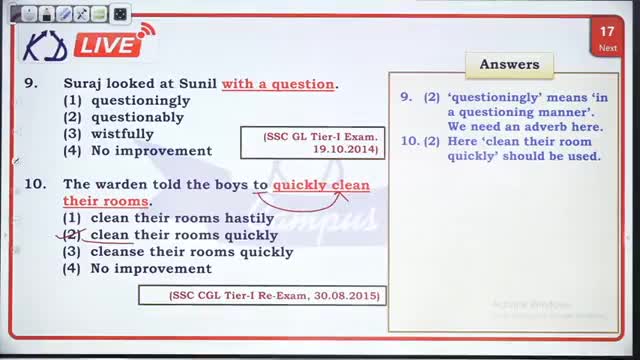 KD LIVE
17
Next
Answers
9. Suraj looked at Sunil with a question.
(1) questioningly
(2) questionably
(3) wistfully
(4) No improvement
(SSC GL Tier-I Exam.
19.10.2014)
10. The warden told the boys to quickly clean
their rooms.
(1) clean their rooms hastily
(2) clean their rooms quickly
(3) cleanse their rooms quickly
(4) No improvement
(SSC CGL Tier-I Re-Exam, 30.08.2015)
9. (2) ‘questioningly’ means ‘in
a questioning manner’.
We need an adverb here.
10. (2) Here ‘clean their room
quickly’ should be used.
Campus
Activate Windows